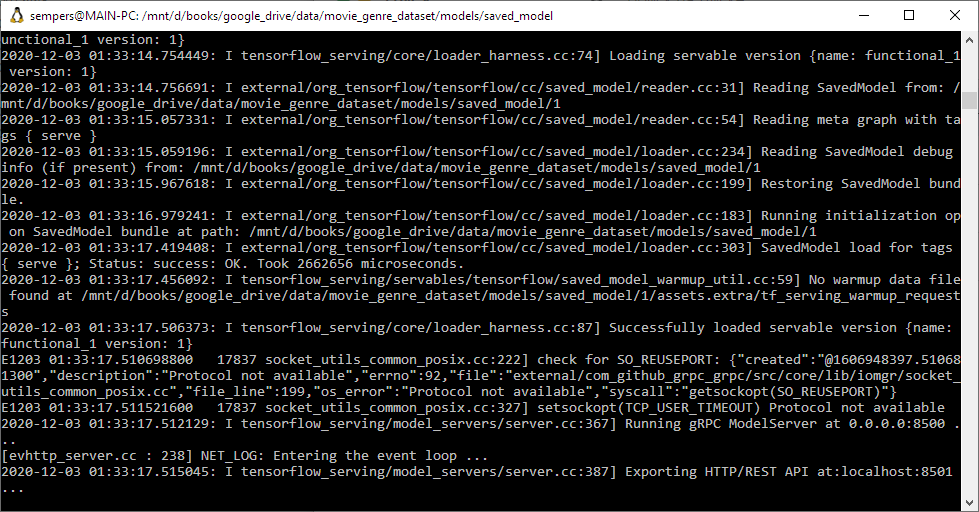 sempers@MAIN-PC: /mnt/d/books/google_drive/data/movie_genre_dataset/models/saved_model
unctional_1 version: 1}
2020-12-03 01:33:14.754449: I tensorflow_serving/core/loader_harness.cc:74] Loading servable version {name: functional_1
 version: 1}
2020-12-03 01:33:14.756691: I external/org_tensorflow/tensorflow/cc/saved_model/reader.cc:31] Reading SavedModel from: /
mnt/d/books/google_drive/data/movie_genre_dataset/models/saved_model/1
2020-12-03 01:33:15.057331: I external/org_tensorflow/tensorflow/cc/saved_model/reader.cc:54] Reading meta graph with ta
gs { serve }
2020-12-03 01:33:15.059196: I external/org_tensorflow/tensorflow/cc/saved_model/loader.cc:234] Reading SavedModel debug
info (if present) from: /mnt/d/books/google_drive/data/movie_genre_dataset/models/saved_model/1
2020-12-03 01:33:15.967618: I external/org_tensorflow/tensorflow/cc/saved_model/loader.cc:199] Restoring SavedModel bund
le.
2020-12-03 01:33:16.979241: I external/org_tensorflow/tensorflow/cc/saved_model/loader.cc:183] Running initialization op
 on SavedModel bundle at path: /mnt/d/books/google_drive/data/movie_genre_dataset/models/saved_model/1
2020-12-03 01:33:17.419408: I external/org_tensorflow/tensorflow/cc/saved_model/loader.cc:303] SavedModel load for tags
{ serve }; Status: success: OK. Took 2662656 microseconds.
2020-12-03 01:33:17.456092: I tensorflow_serving/servables/tensorflow/saved_model_warmup_util.cc:59] No warmup data file
 found at /mnt/d/books/google_drive/data/movie_genre_dataset/models/saved_model/1/assets.extra/tf_serving_warmup_request
s
2020-12-03 01:33:17.506373: I tensorflow_serving/core/loader_harness.cc:87] Successfully loaded servable version {name:
functional_1 version: 1}
E1203 01:33:17.510698800   17837 socket_utils_common_posix.cc:222] check for SO_REUSEPORT: {"created":"@1606948397.51068
1300","description":"Protocol not available","errno":92,"file":"external/com_github_grpc_grpc/src/core/lib/iomgr/socket_
utils_common_posix.cc","file_line":199,"os_error":"Protocol not available","syscall":"getsockopt(SO_REUSEPORT)"}
E1203 01:33:17.511521600   17837 socket_utils_common_posix.cc:327] setsockopt(TCP_USER_TIMEOUT) Protocol not available
2020-12-03 01:33:17.512129: I tensorflow_serving/model_servers/server.cc:367] Running gRPC ModelServer at 0.0.0.0:8500 .
..
[evhttp_server.cc : 238] NET_LOG: Entering the event loop ...
2020-12-03 01:33:17.515045: I tensorflow_serving/model_servers/server.cc:387] Exporting HTTP/REST API at:localhost:8501
...